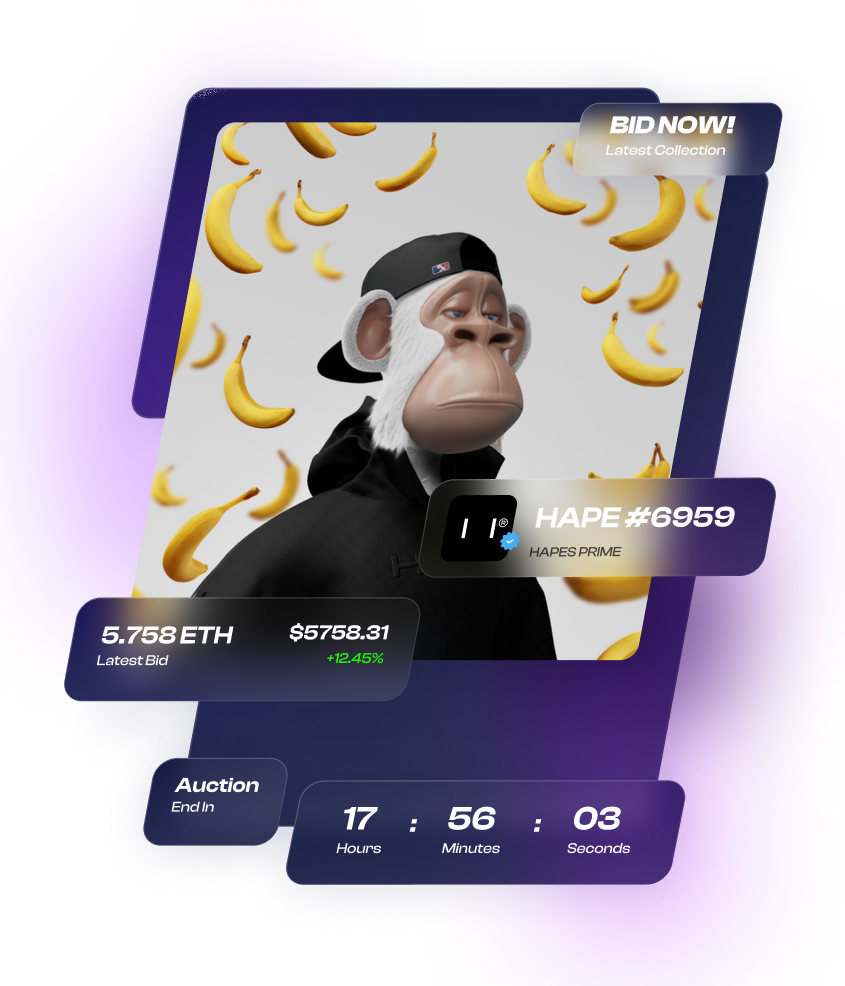 BID NOW!
Latest Collection
HAPE #6959
HAPES PRIME
5.758 ETH
Latest Bid
$5758.31
+12.45%
Auction
End In
17 : 56 : 03
Hours Minutes Seconds